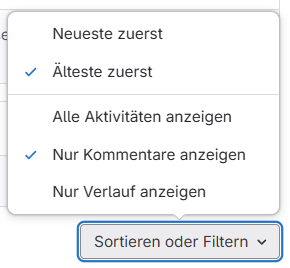 Neueste zuerst
Älteste zuerst
Alle Aktivitäten anzeigen
Nur Kommentare anzeigen
Nur Verlauf anzeigen
Sortieren oder Filtern